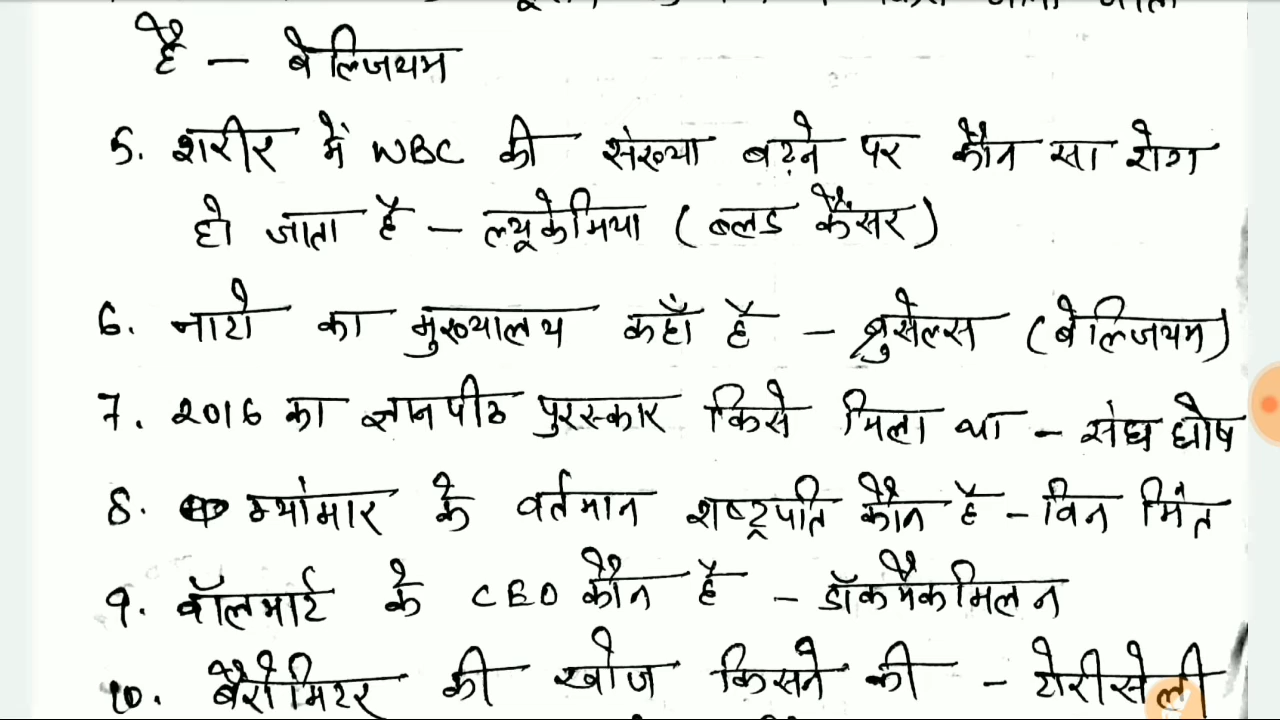 है - बेल्जियम
5. शरीर में WBC की संख्या बढ़ने पर कौन सा रोग
हो जाता है - ल्यूकेमिया (ब्लड कैंसर)
6. नाटो का मुख्यालय कहाँ है - ब्रुसेल्स (बेल्जियम)
7. 2016 का ज्ञानपीठ पुरस्कार किसे मिला था - संघ घोष
8. म्यांमार के वर्तमान राष्ट्रपति कौन है - विन मिंत
9. वॉलमार्ट के CEO कौन है - डॉक मैकमिलन
10. बैरोमिटर की खोज किसने की - टोरीसेली